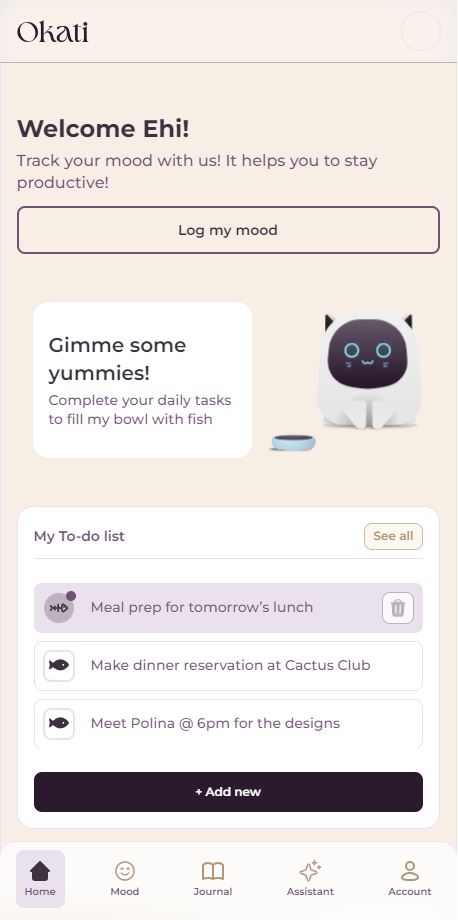 Okati
Welcome Ehi!
Track your mood with us! It helps you to stay
productive!
Log my mood
Gimme some
yummies!
Complete your daily tasks
to fill my bowl with fish
My To-do list
See all
Meal prep for tomorrow’s lunch
Make dinner reservation at Cactus Club
Meet Polina @ 6pm for the designs
+ Add new
Home
Mood
Journal
Assistant
Account